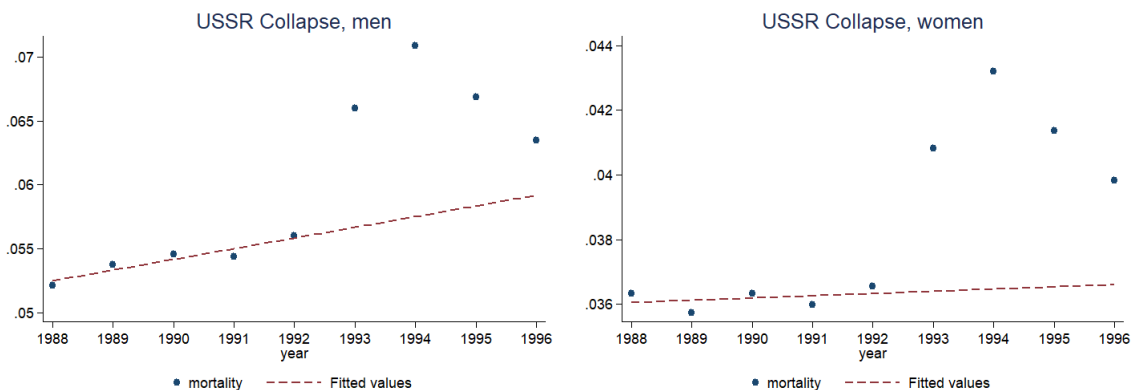 USSR Collapse, men
.07
.065
.06
.055
.05
1988 1989 1990 1991 1992 1993 1994 1995 1996
year
mortality Fitted values
USSR Collapse, women
.044
.042
.04
.038
.036
1988 1989 1990 1991 1992 1993 1994 1995 1996
year
mortality Fitted values